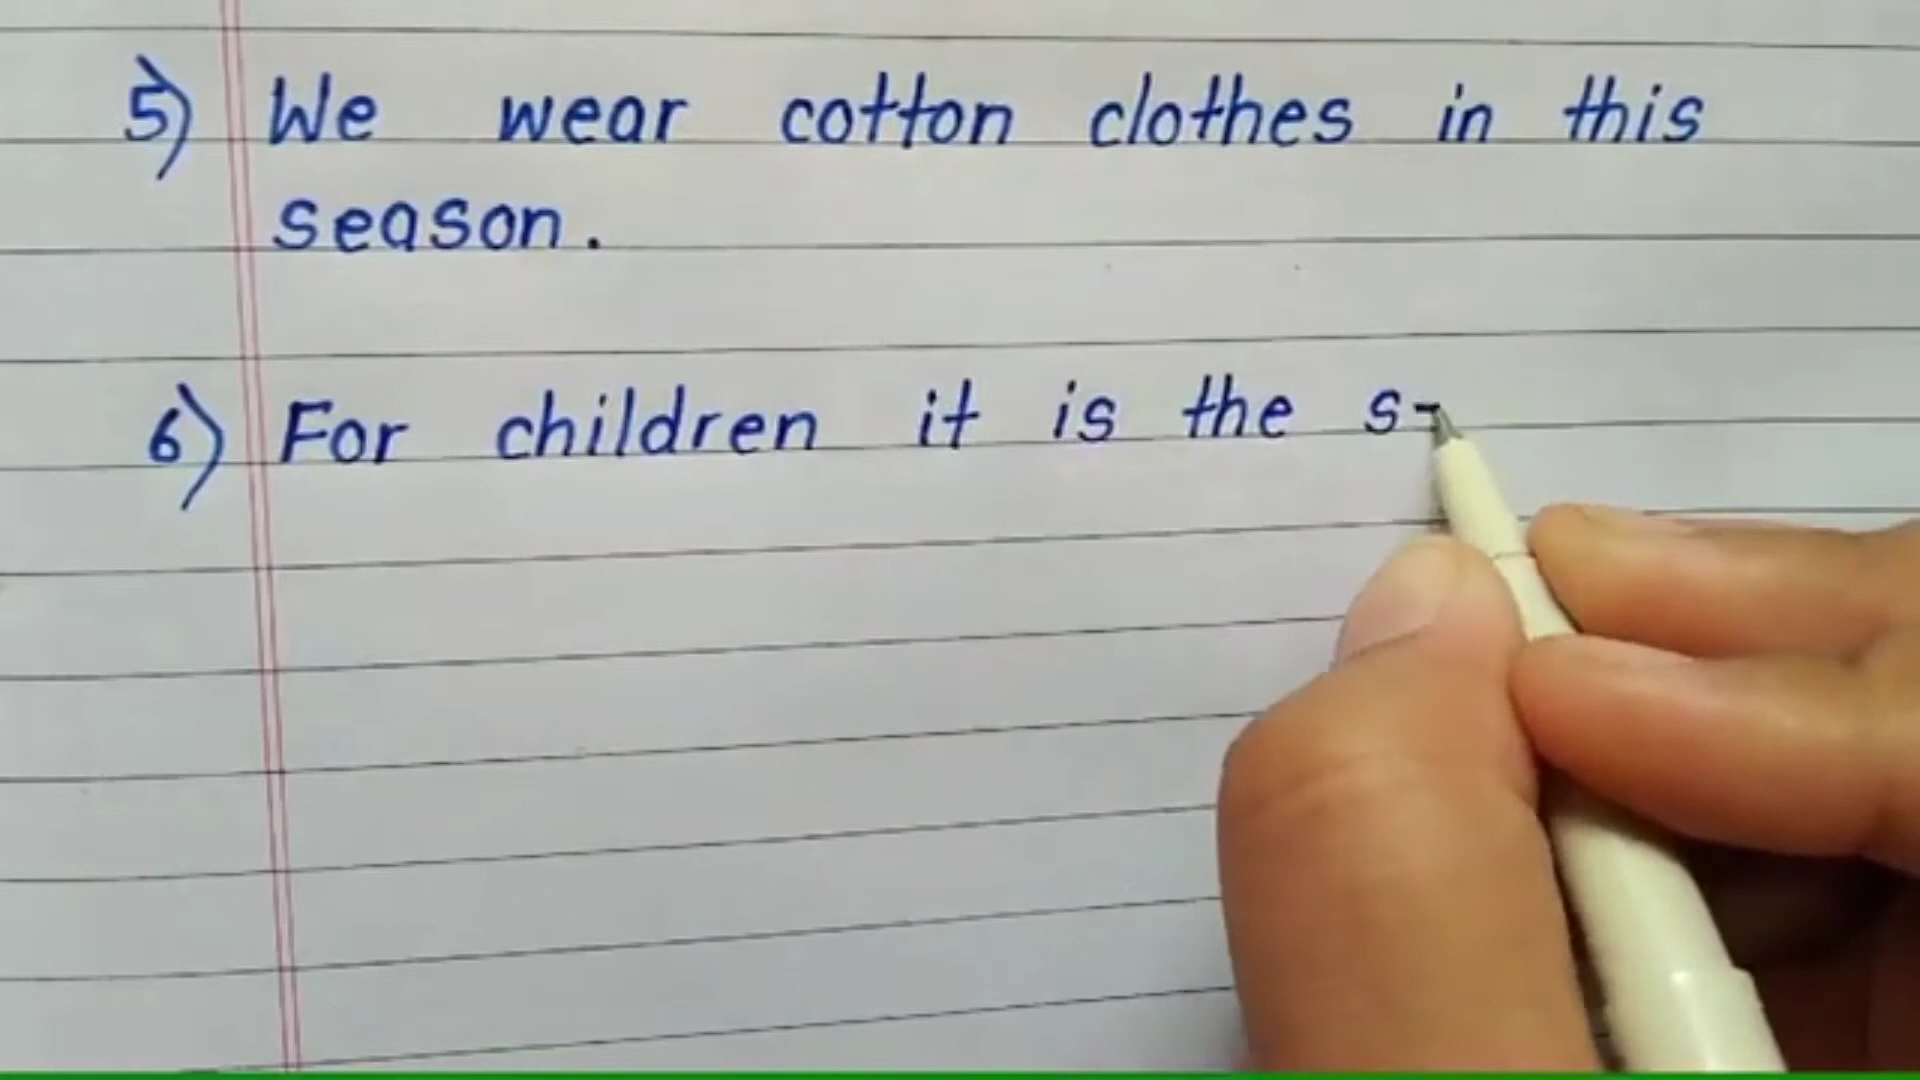 5) We wear cotton clothes in this
season.
6) For children it is the s